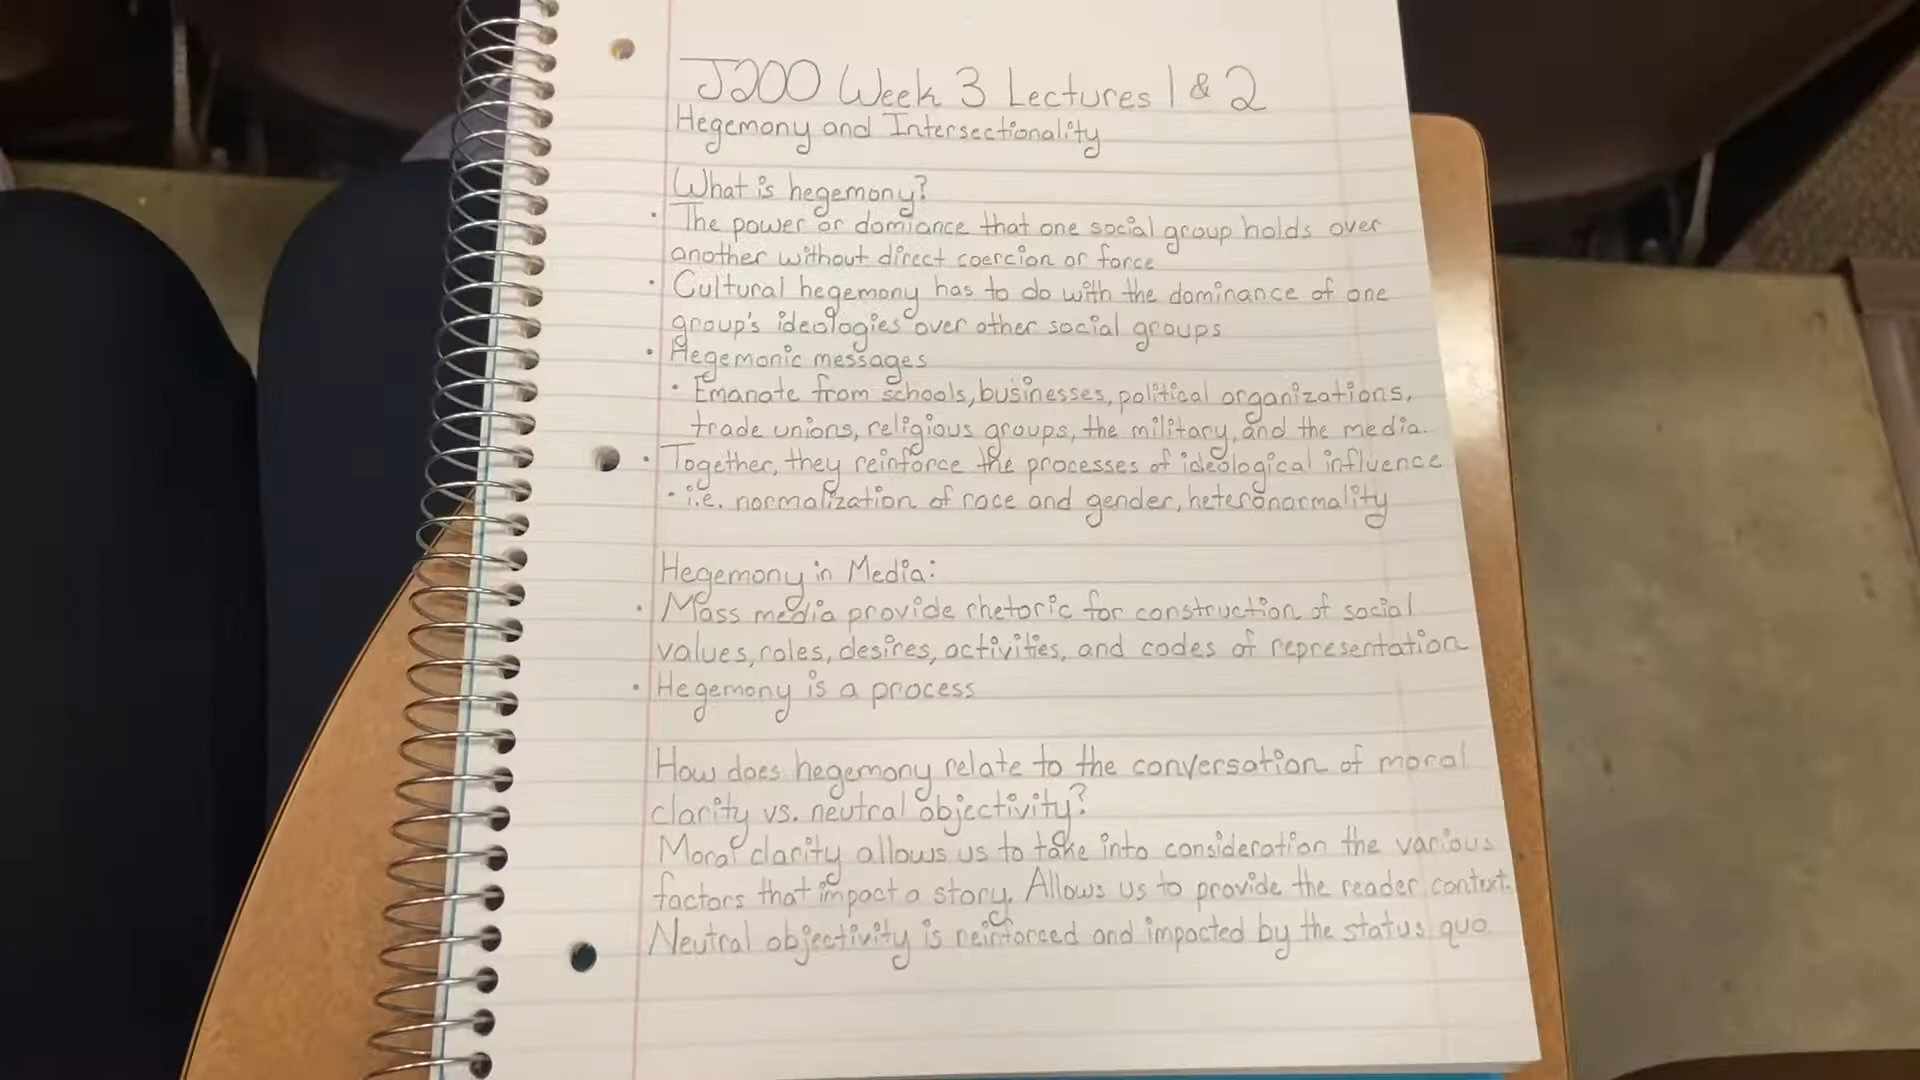 J200 Week 3 Lectures 1 & 2
Hegemony and Intersectionality
What is hegemony?
• The power or domiance that one social group holds over
another without direct coercion or force
• Cultural hegemony has to do with the dominance of one
group's ideologies over other social groups
• Hegemonic messages
• Emanate from schools, businesses, political organizations,
trade unions, religious groups, the military, and the media.
• Together, they reinforce the processes of ideological influence
• i.e. normalization of race and gender, heteronormality
Hegemony in Media:
• Mass media provide rhetoric for construction of social
values, roles, desires, activities, and codes of representation
• Hegemony is a process
How does hegemony relate to the conversation of moral
clarity vs. neutral objectivity?
Moral clarity allows us to take into consideration the various
factors that impact a story. Allows us to provide the reader context.
Neutral objectivity is reinforced and impacted by the status quo.